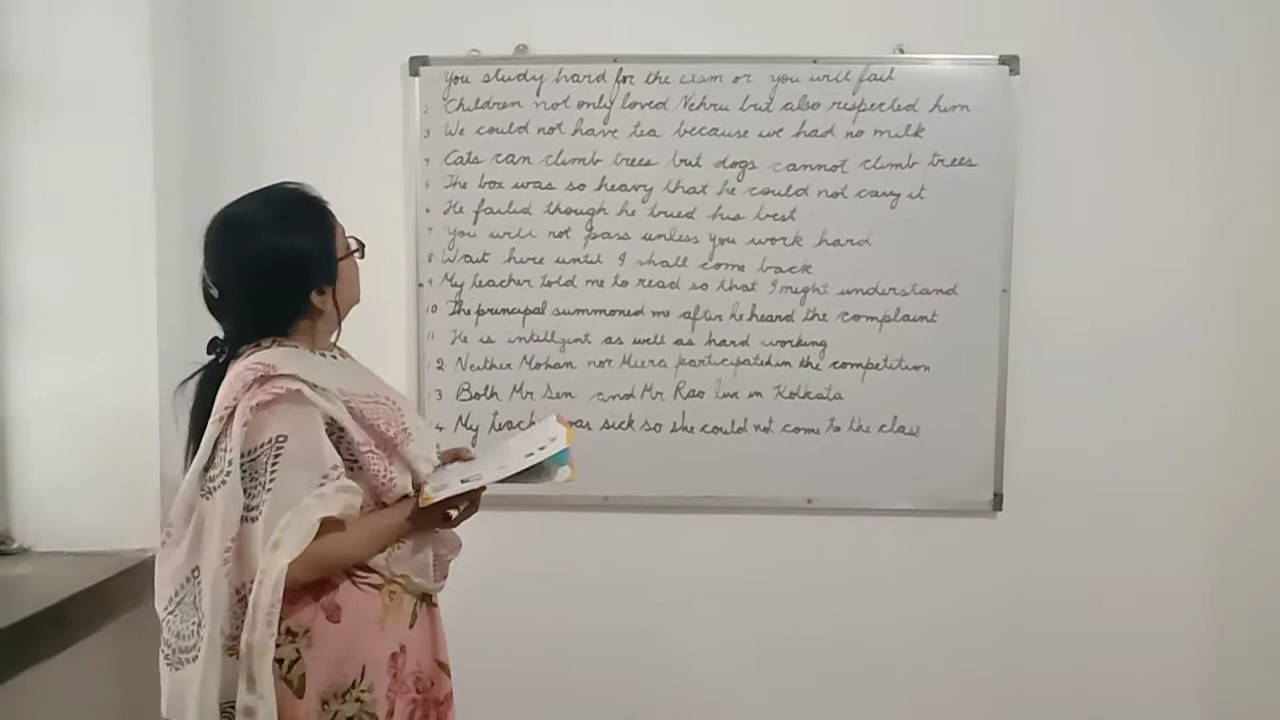 You study hard for the exam or you will fail
2 Children not only loved Nehru but also respected him
3 We could not have tea because we had no milk
Cats can climb trees but dogs cannot climb trees
5 The box was so heavy that he could not carry it
6 He failed though he tried his best
7 You will not pass unless you work hard
8 Wait here until I shall come back
9 My teacher told me to read so that I might understand
10 The principal summoned me after he heard the complaint
11 He is intelligent as well as hard working
12 Neither Mohan nor Meera participated in the competition
13 Both Mr Sen and Mr Rao live in Kolkata
4 My teach was sick so she could not come to the class